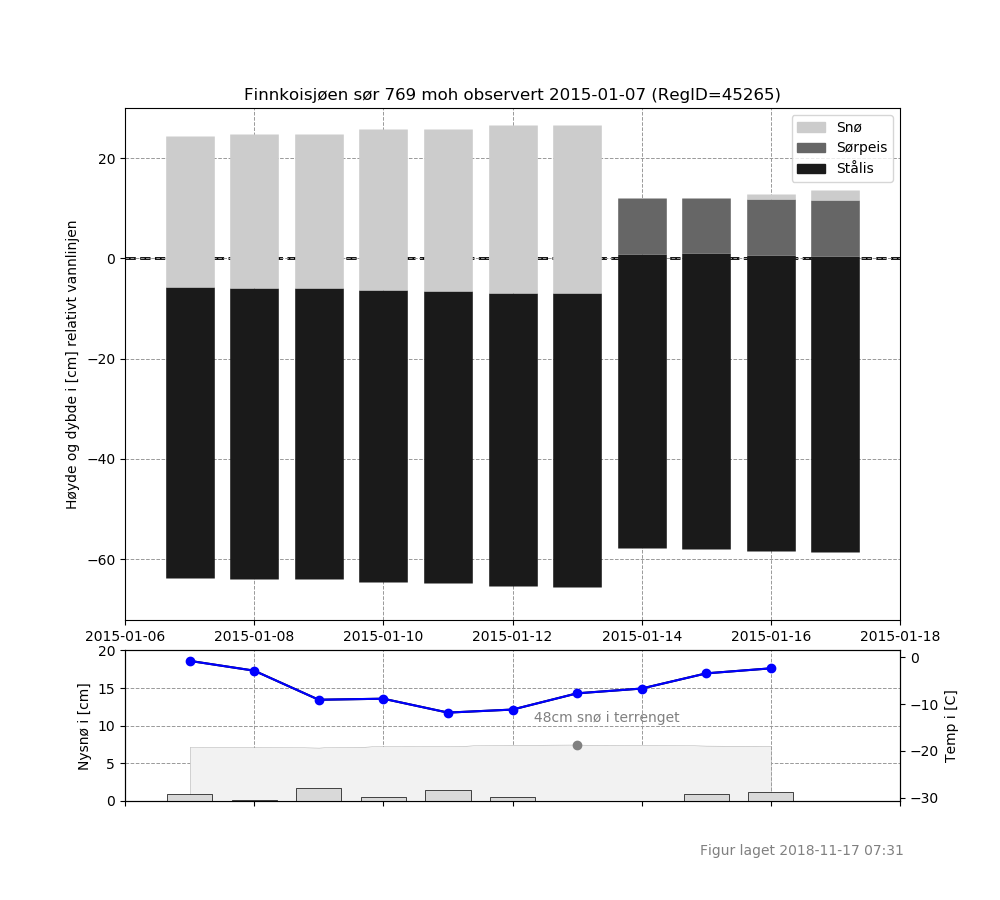 Finnkoisjøen sør 769 moh observert 2015-01-07 (RegID=45265)
Snø
Sørpeis
Stålis
Høyde og dybde i [cm] relativt vannlinjen
20
0
−20
−40
−60
2015-01-06 2015-01-08 2015-01-10 2015-01-12 2015-01-14 2015-01-16 2015-01-18
Nysnø i [cm]
20
15
10
5
0
48cm snø i terrenget
0
−10
−20
−30
Temp i [C]
Figur laget 2018-11-17 07:31